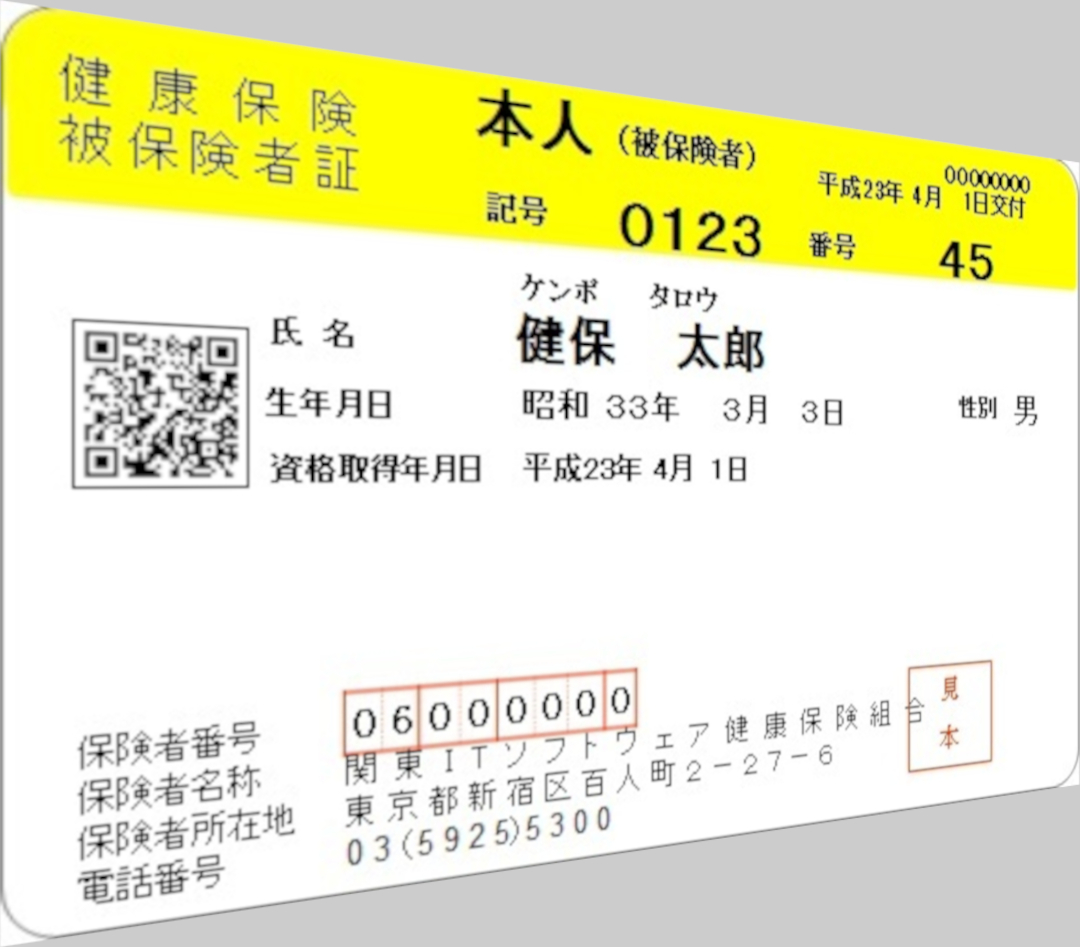 健康保険
被保険者証
本人 (被保険者)
00000000
平成23年 4月 1日交付
記号 0123 番号 45
ケンポ タロウ
氏名 健保 太郎
生年月日 昭和 33年 3月 3日 性別 男
資格取得年月日 平成23年 4月 1日
保険者番号 06000000
保険者名称 関東ITソフトウェア健康保険組合
保険者所在地 東京都新宿区百人町2-27-6
電話番号 03(5925)5300
見本